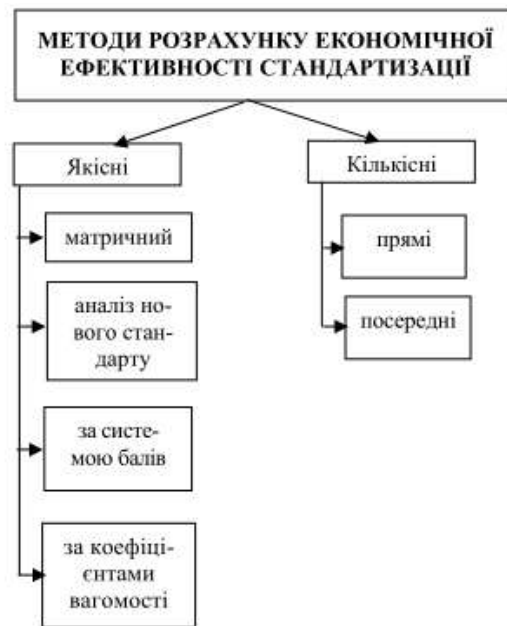 МЕТОДИ РОЗРАХУНКУ ЕКОНОМІЧНОЇ
ЕФЕКТИВНОСТІ СТАНДАРТИЗАЦІЇ
Якісні
матричний
аналіз но-
вого стан-
дарту
за систе-
мою балів
за коефіці-
єнтами
вагомості
Кількісні
прямі
посередні